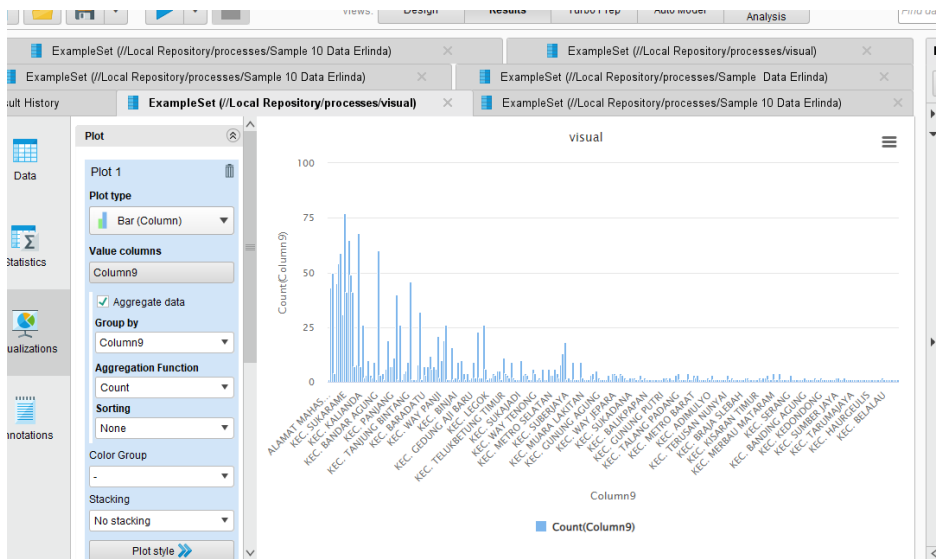 Views:
Design
Results
Turbo Prep
Auto Model
Analysis
Find da
ExampleSet (//Local Repository/processes/Sample 10 Data Erlinda)
ExampleSet (//Local Repository/processes/visual)
ExampleSet (//Local Repository/processes/Sample 10 Data Erlinda)
ExampleSet (//Local Repository/processes/Sample Data Erlinda)
sult History
ExampleSet (//Local Repository/processes/visual)
ExampleSet (//Local Repository/processes/Sample 10 Data Erlinda)
Data
Statistics
ualizations
nnotations
Plot
Plot 1
Plot type
Bar (Column)
Value columns
Column9
Aggregate data
Group by
Column9
Aggregation Function
Count
Sorting
None
Color Group
-
Stacking
No stacking
Plot style
visual
Count(Column9)
100
75
50
25
0
ALAMAT MAHAS...
KEC. SUKARAME
KEC. KALIANDA
KEC. BANDAR AGUNG
KEC. PANJANG
KEC. TANJUNG BINTANG
KEC. BARADATU
KEC. WAY PANJI
KEC. BINJAI
KEC. GEDUNG AJI BARU
KEC. LEGOK
KEC. TELUKBETUNG TIMUR
KEC. SUKAJADI
KEC. WAY TENONG
KEC. METRO SELATAN
KEC. SUBERJAYA
KEC. MUARA LAKITAN
KEC. GUNUNG AGUNG
KEC. WAY JEPARA
KEC. SUKADANA
KEC. BALIKPAPAN
KEC. GUNUNG PUTRI
KEC. TALANG PADANG
KEC. METRO BARAT
KEC. ADIMULYO
KEC. TERUSAN NUNYAI
KEC. BRAJA SLEBAH
KEC. KISARAN TIMUR
KEC. MERBAU MATARAM
KEC. SERANG
KEC. BANDING AGUNG
KEC. KEDONDONG
KEC. SUMBER JAYA
KEC. TARUMAJAYA
KEC. HAURGEULIS
KEC. BELALAU
Column9
Count(Column9)